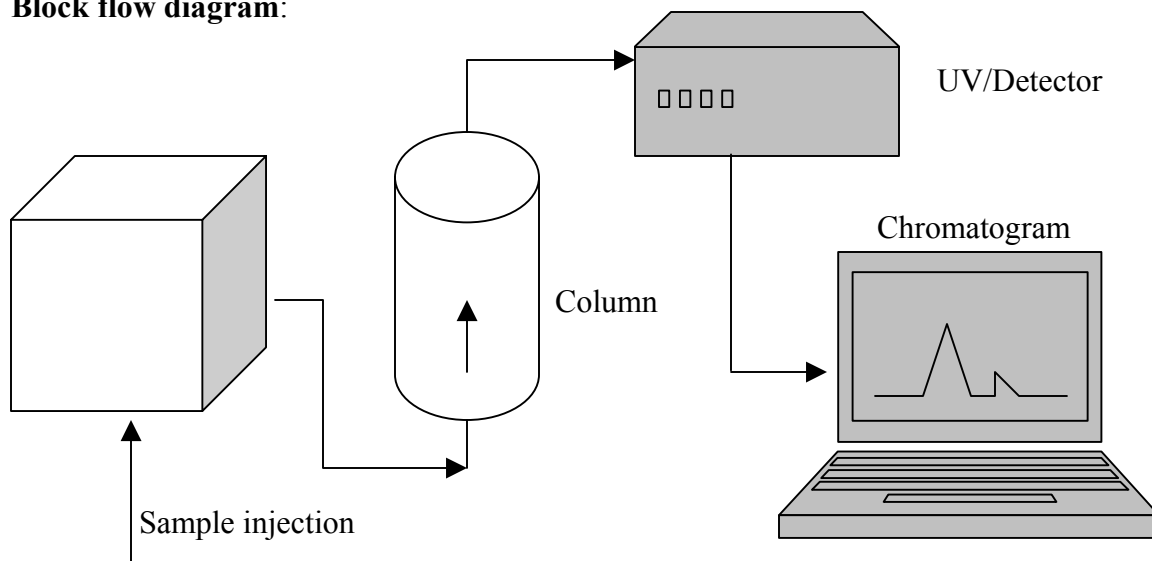 Block flow diagram:
UV/Detector
Chromatogram
Column
Sample injection